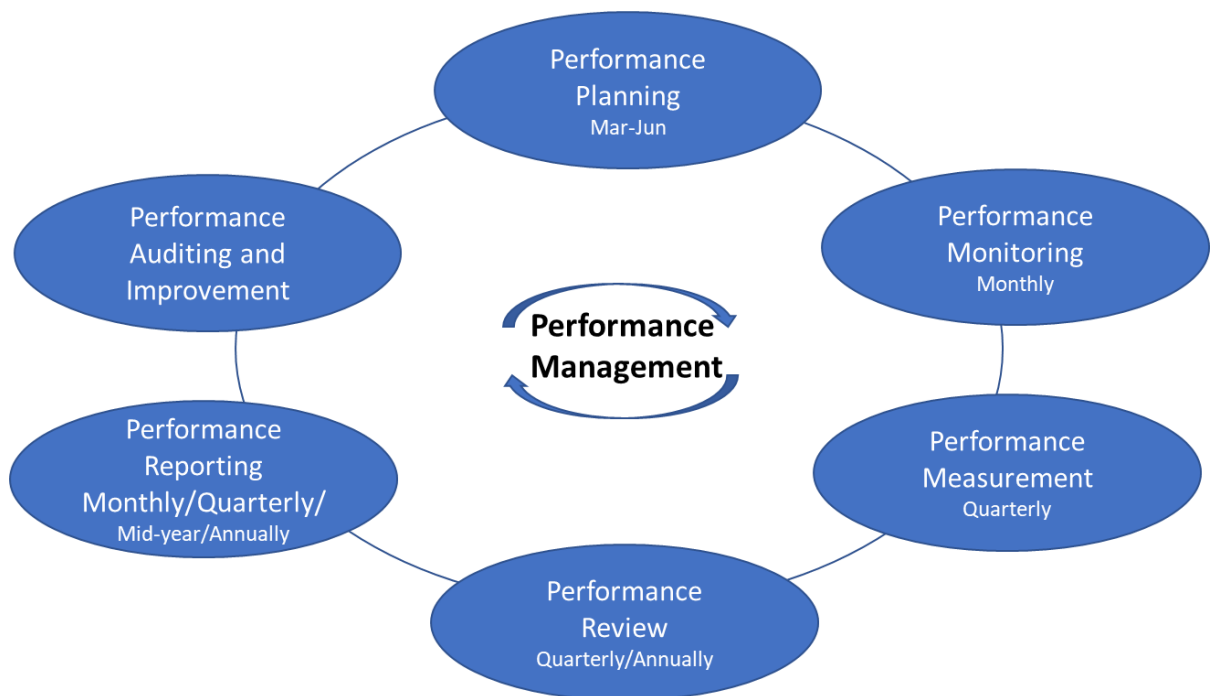 Performance
Planning
Mar-Jun
Performance
Monitoring
Monthly
Performance
Measurement
Quarterly
Performance
Review
Quarterly/Annually
Performance
Reporting
Monthly/Quarterly/
Mid-year/Annually
Performance
Auditing and
Improvement
Performance
Management